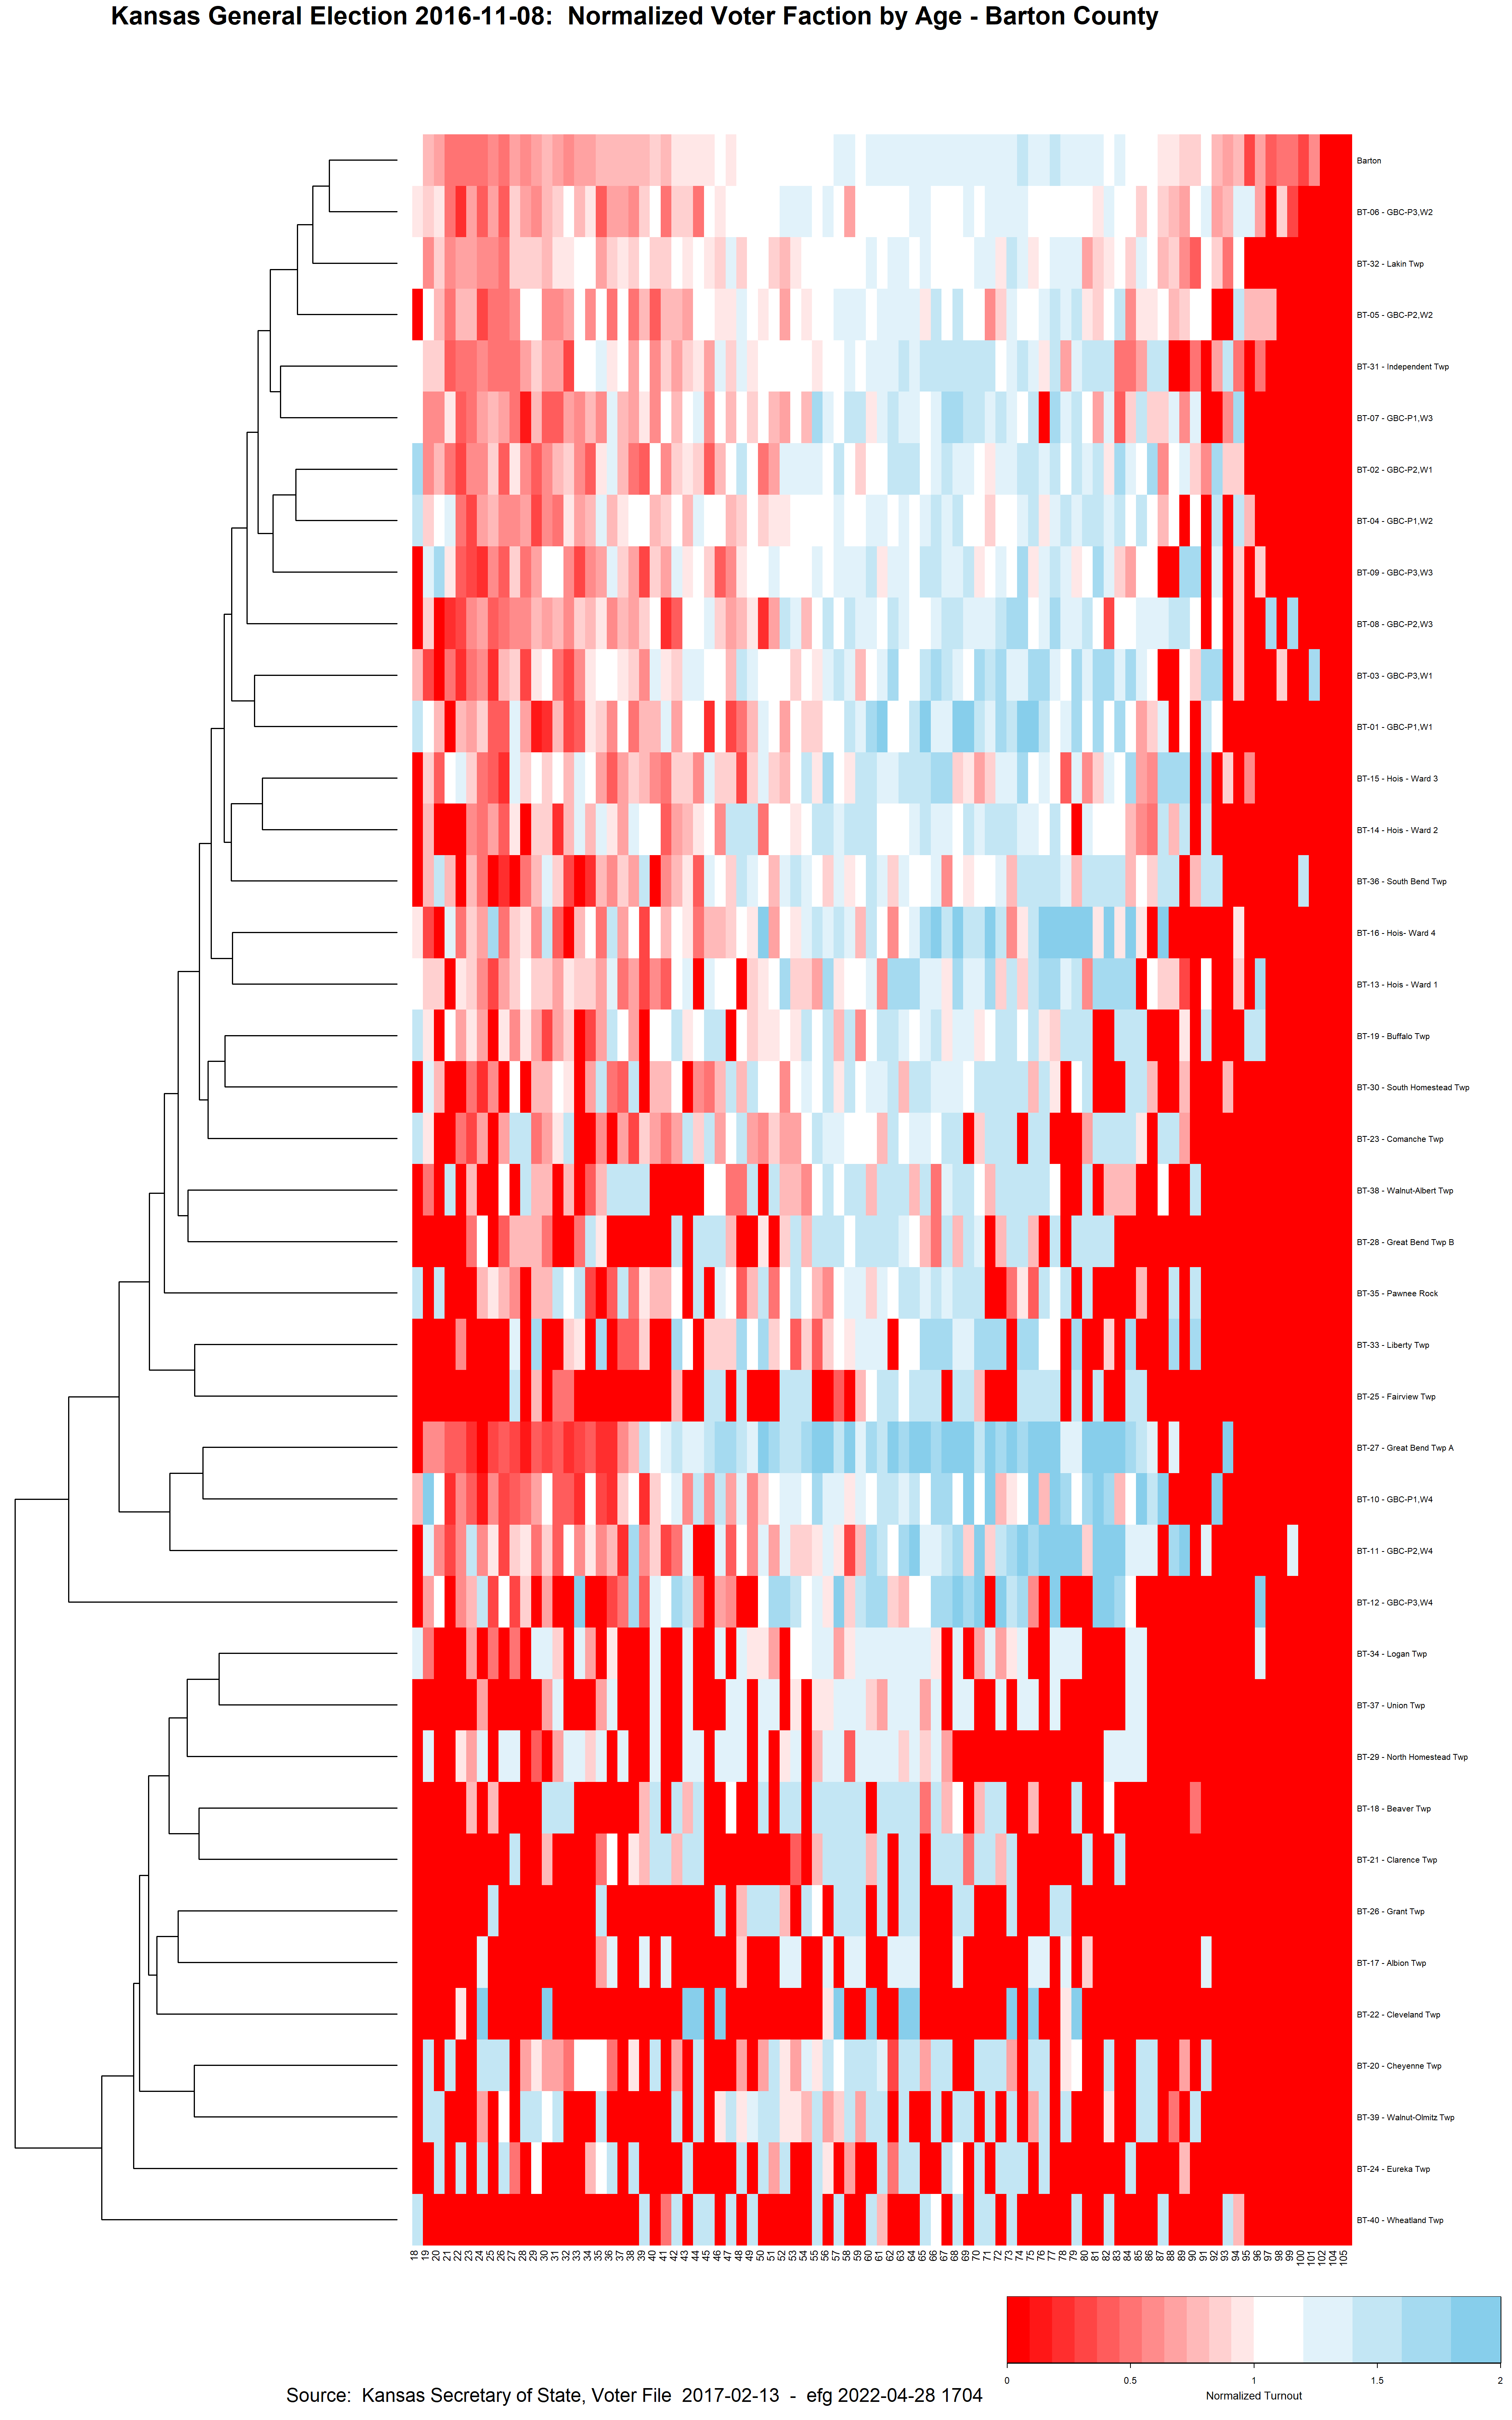 Kansas General Election 2016-11-08:  Normalized Voter Faction by Age - Barton County
Barton
BT-06 - GBC-P3,W2
BT-32 - Lakin Twp
BT-05 - GBC-P2,W2
BT-31 - Independent Twp
BT-07 - GBC-P1,W3
BT-02 - GBC-P2,W1
BT-04 - GBC-P1,W2
BT-09 - GBC-P3,W3
BT-08 - GBC-P2,W3
BT-03 - GBC-P3,W1
BT-01 - GBC-P1,W1
BT-15 - Hois - Ward 3
BT-14 - Hois - Ward 2
BT-36 - South Bend Twp
BT-16 - Hois- Ward 4
BT-13 - Hois - Ward 1
BT-19 - Buffalo Twp
BT-30 - South Homestead Twp
BT-23 - Comanche Twp
BT-38 - Walnut-Albert Twp
BT-28 - Great Bend Twp B
BT-35 - Pawnee Rock
BT-33 - Liberty Twp
BT-25 - Fairview Twp
BT-27 - Great Bend Twp A
BT-10 - GBC-P1,W4
BT-11 - GBC-P2,W4
BT-12 - GBC-P3,W4
BT-34 - Logan Twp
BT-37 - Union Twp
BT-29 - North Homestead Twp
BT-18 - Beaver Twp
BT-21 - Clarence Twp
BT-26 - Grant Twp
BT-17 - Albion Twp
BT-22 - Cleveland Twp
BT-20 - Cheyenne Twp
BT-39 - Walnut-Olmitz Twp
BT-24 - Eureka Twp
BT-40 - Wheatland Twp
18 19 20 21 22 23 24 25 26 27 28 29 30 31 32 33 34 35 36 37 38 39 40 41 42 43 44 45 46 47 48 49 50 51 52 53 54 55 56 57 58 59 60 61 62 63 64 65 66 67 68 69 70 71 72 73 74 75 76 77 78 79 80 81 82 83 84 85 86 87 88 89 90 91 92 93 94 95 96 97 98 99 100 101 102 104 105
0 0.5 1 1.5 2
Normalized Turnout
Source:  Kansas Secretary of State, Voter File  2017-02-13  -  efg 2022-04-28 1704